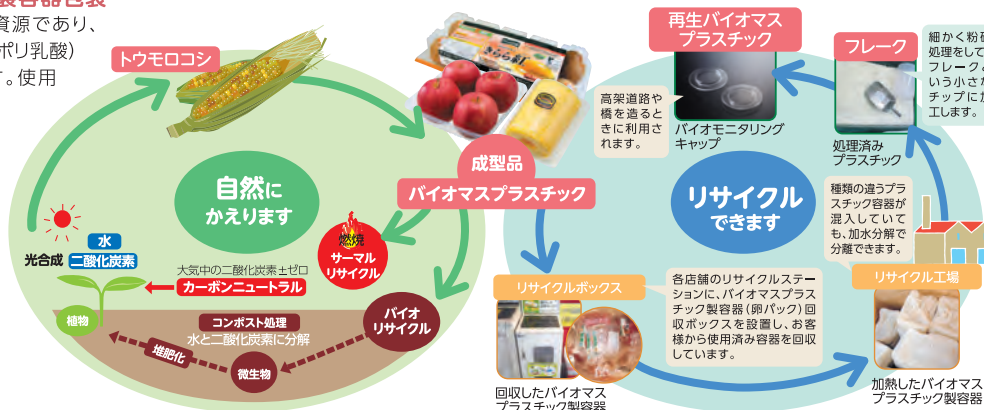 製容器包装
資源であり、
ポリ乳酸)
す。使用
トウモロコシ
自然に
かえります
成型品
バイオマスプラスチック
燃焼
サーマル
リサイクル
水
光合成
二酸化炭素
大気中の二酸化炭素±ゼロ
カーボンニュートラル
植物
コンポスト処理
水と二酸化炭素に分解
バイオ
リサイクル
堆肥化
微生物
再生バイオマス
プラスチック
高架道路や
橋を造ると
きに利用さ
れます。
バイオモニタリング
キャップ
フレーク
細かく粉砕
処理をして
フレークと
いう小さな
チップに加
工します。
処理済み
プラスチック
リサイクル
できます
種類の違うプラ
スチック容器が
混入していて
も、加水分解で
分離できます。
リサイクル工場
加熱したバイオマス
プラスチック製容器
リサイクルボックス
各店舗のリサイクルステー
ションに、バイオマスプラス
チック製容器(卵パック)回
収ボックスを設置し、お客
様から使用済み容器を回収
しています。
回収したバイオマス
プラスチック製容器